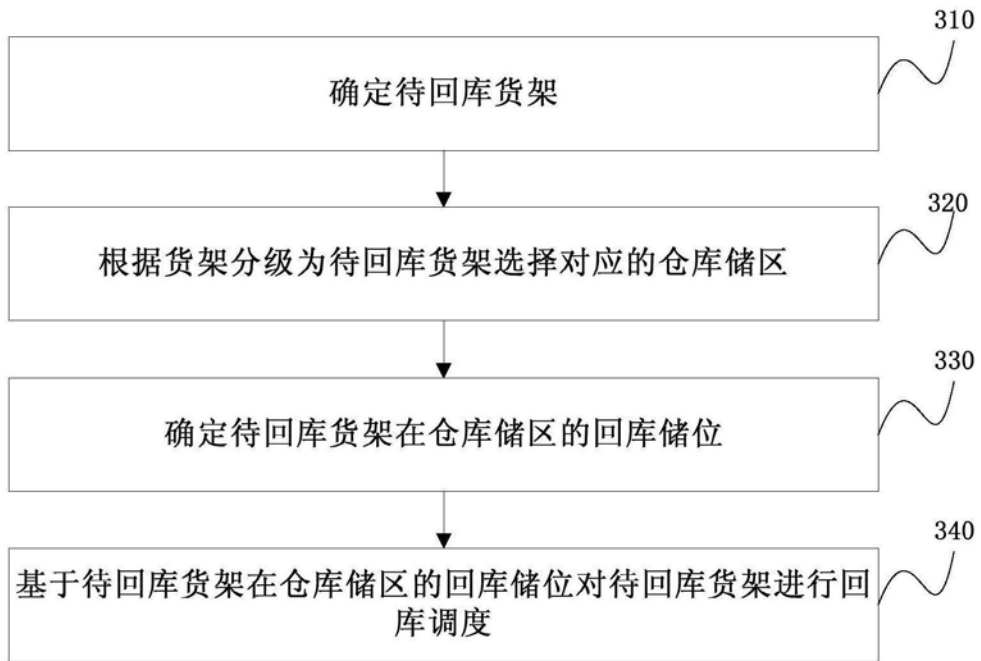 310
确定待回库货架
320
根据货架分级为待回库货架选择对应的仓库储区
330
确定待回库货架在仓库储区的回库储位
340
基于待回库货架在仓库储区的回库储位对待回库货架进行回
库调度